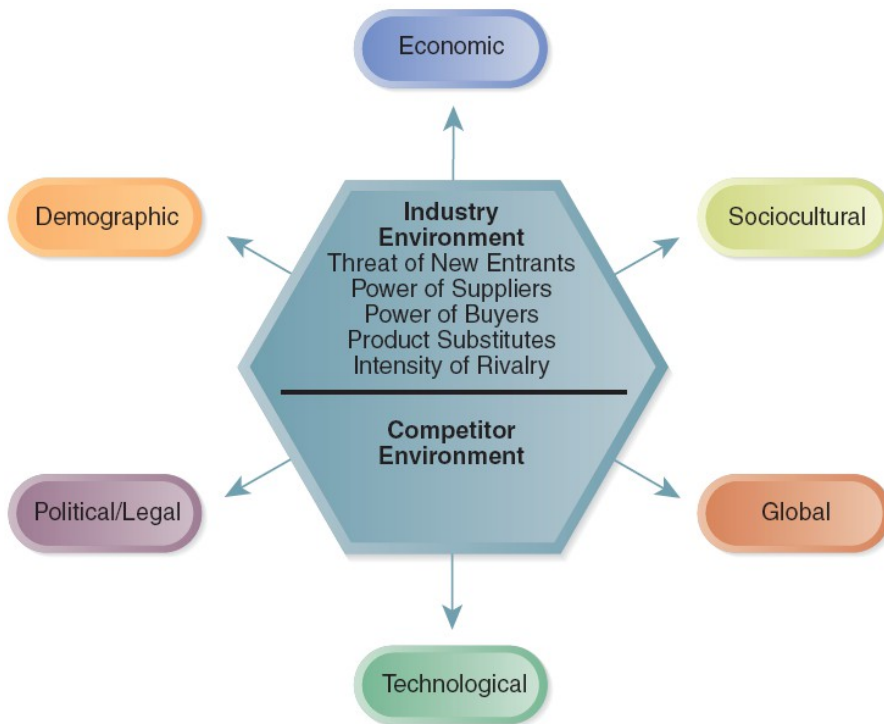 Economic
Demographic
Sociocultural
Industry
Environment
Threat of New Entrants
Power of Suppliers
Power of Buyers
Product Substitutes
Intensity of Rivalry
Competitor
Environment
Political/Legal
Global
Technological